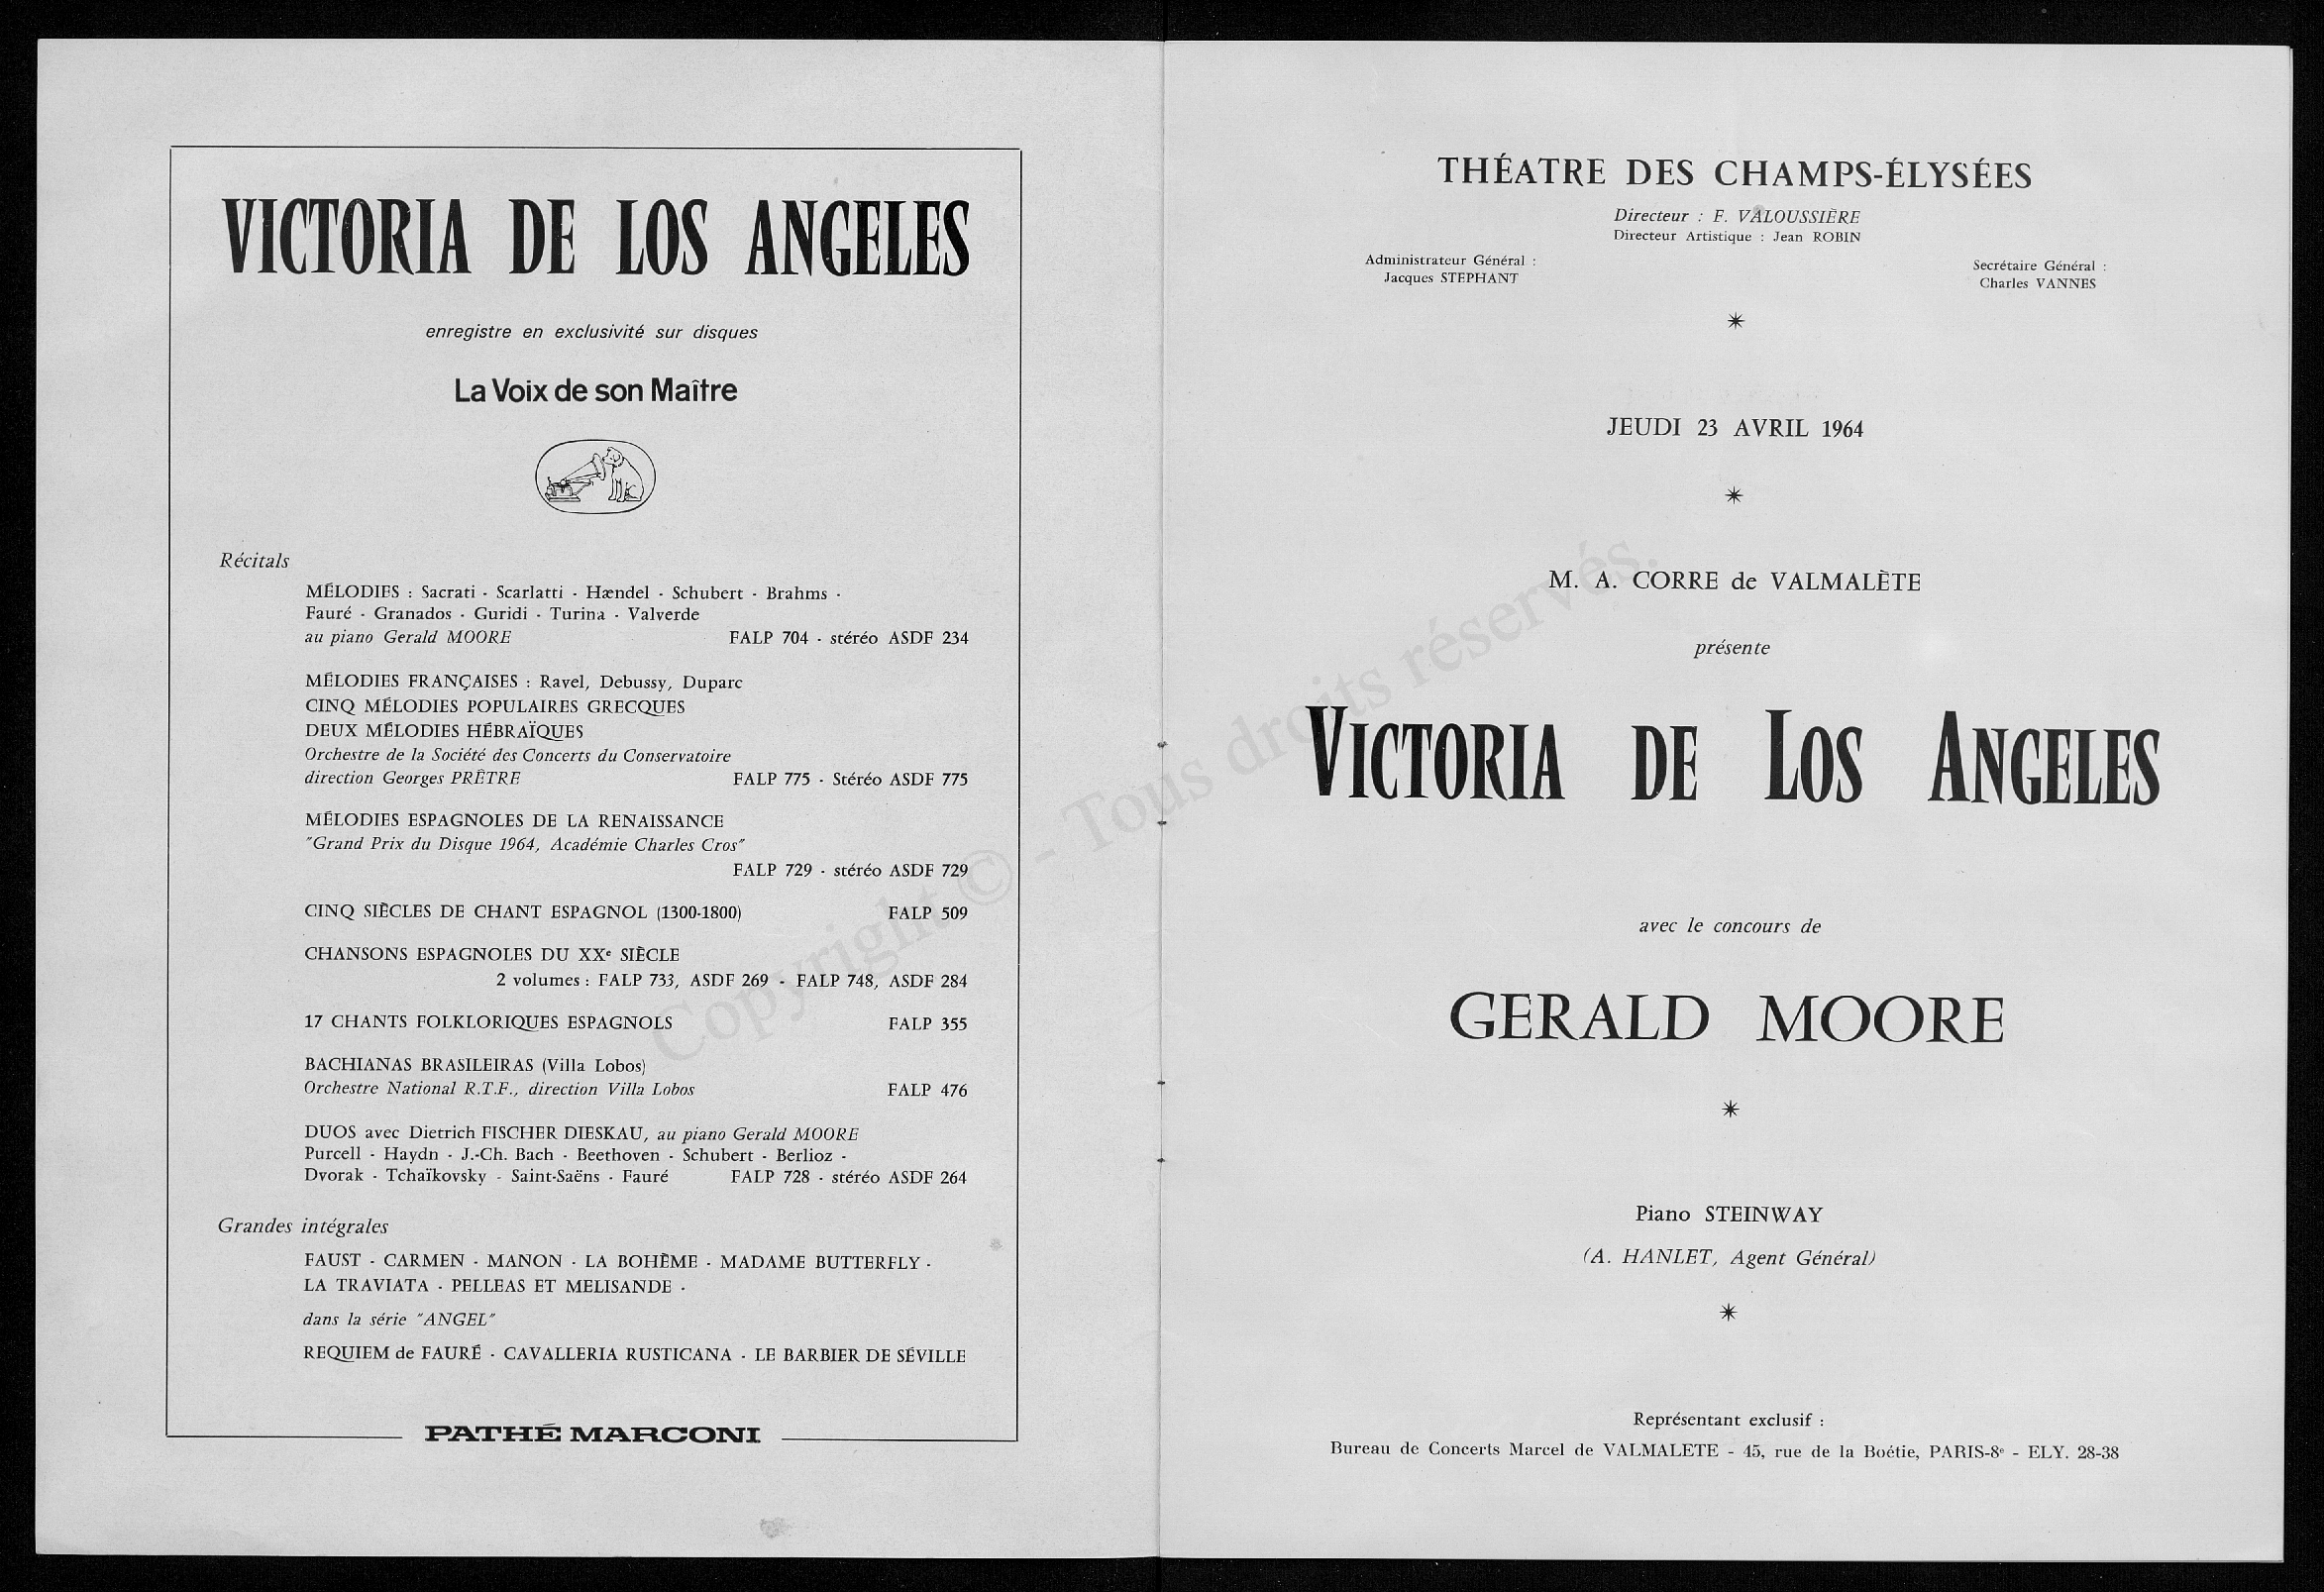 VICTORIA DE LOS ANGELES
enregistre en exclusivité sur disques
La Voix de son Maître
Récitals
MÉLODIES : Sacrati - Scarlatti - Hændel - Schubert - Brahms -
Fauré - Granados - Guridi - Turina - Valverde
au piano Gerald MOORE FALP 704 - stéréo ASDF 234
MÉLODIES FRANÇAISES : Ravel, Debussy, Duparc
CINQ MÉLODIES POPULAIRES GRECQUES
DEUX MÉLODIES HÉBRAÏQUES
Orchestre de la Société des Concerts du Conservatoire
direction Georges PRÊTRE FALP 775 - Stéréo ASDF 775
MÉLODIES ESPAGNOLES DE LA RENAISSANCE
"Grand Prix du Disque 1964, Académie Charles Cros"
FALP 729 - stéréo ASDF 729
CINQ SIÈCLES DE CHANT ESPAGNOL (1300-1800) FALP 509
CHANSONS ESPAGNOLES DU XXe SIÈCLE
2 volumes : FALP 733, ASDF 269 - FALP 748, ASDF 284
17 CHANTS FOLKLORIQUES ESPAGNOLS FALP 355
BACHIANAS BRASILEIRAS (Villa Lobos)
Orchestre National R.T.F., direction Villa Lobos FALP 476
DUOS avec Dietrich FISCHER DIESKAU, au piano Gerald MOORE
Purcell - Haydn - J.-Ch. Bach - Beethoven - Schubert - Berlioz -
Dvorak - Tchaïkovsky - Saint-Saëns - Fauré FALP 728 - stéréo ASDF 264
Grandes intégrales
FAUST - CARMEN - MANON - LA BOHÈME - MADAME BUTTERFLY -
LA TRAVIATA - PELLEAS ET MELISANDE -
dans la série "ANGEL"
REQUIEM de FAURÉ - CAVALLERIA RUSTICANA - LE BARBIER DE SÉVILLE
PATHÉ MARCONI
THÉATRE DES CHAMPS-ÉLYSÉES
Directeur : F. VALOUSSIÈRE
Directeur Artistique : Jean ROBIN
Administrateur Général :
Jacques STEPHANT
Secrétaire Général :
Charles VANNES
JEUDI 23 AVRIL 1964
M. A. CORRE de VALMALÈTE
présente
VICTORIA DE LOS ANGELES
avec le concours de
GERALD MOORE
Piano STEINWAY
(A. HANLET, Agent Général)
Représentant exclusif :
Bureau de Concerts Marcel de VALMALETE - 45, rue de la Boétie, PARIS-8e - ELY. 28-38
Copyright © - Tous droits réservés.